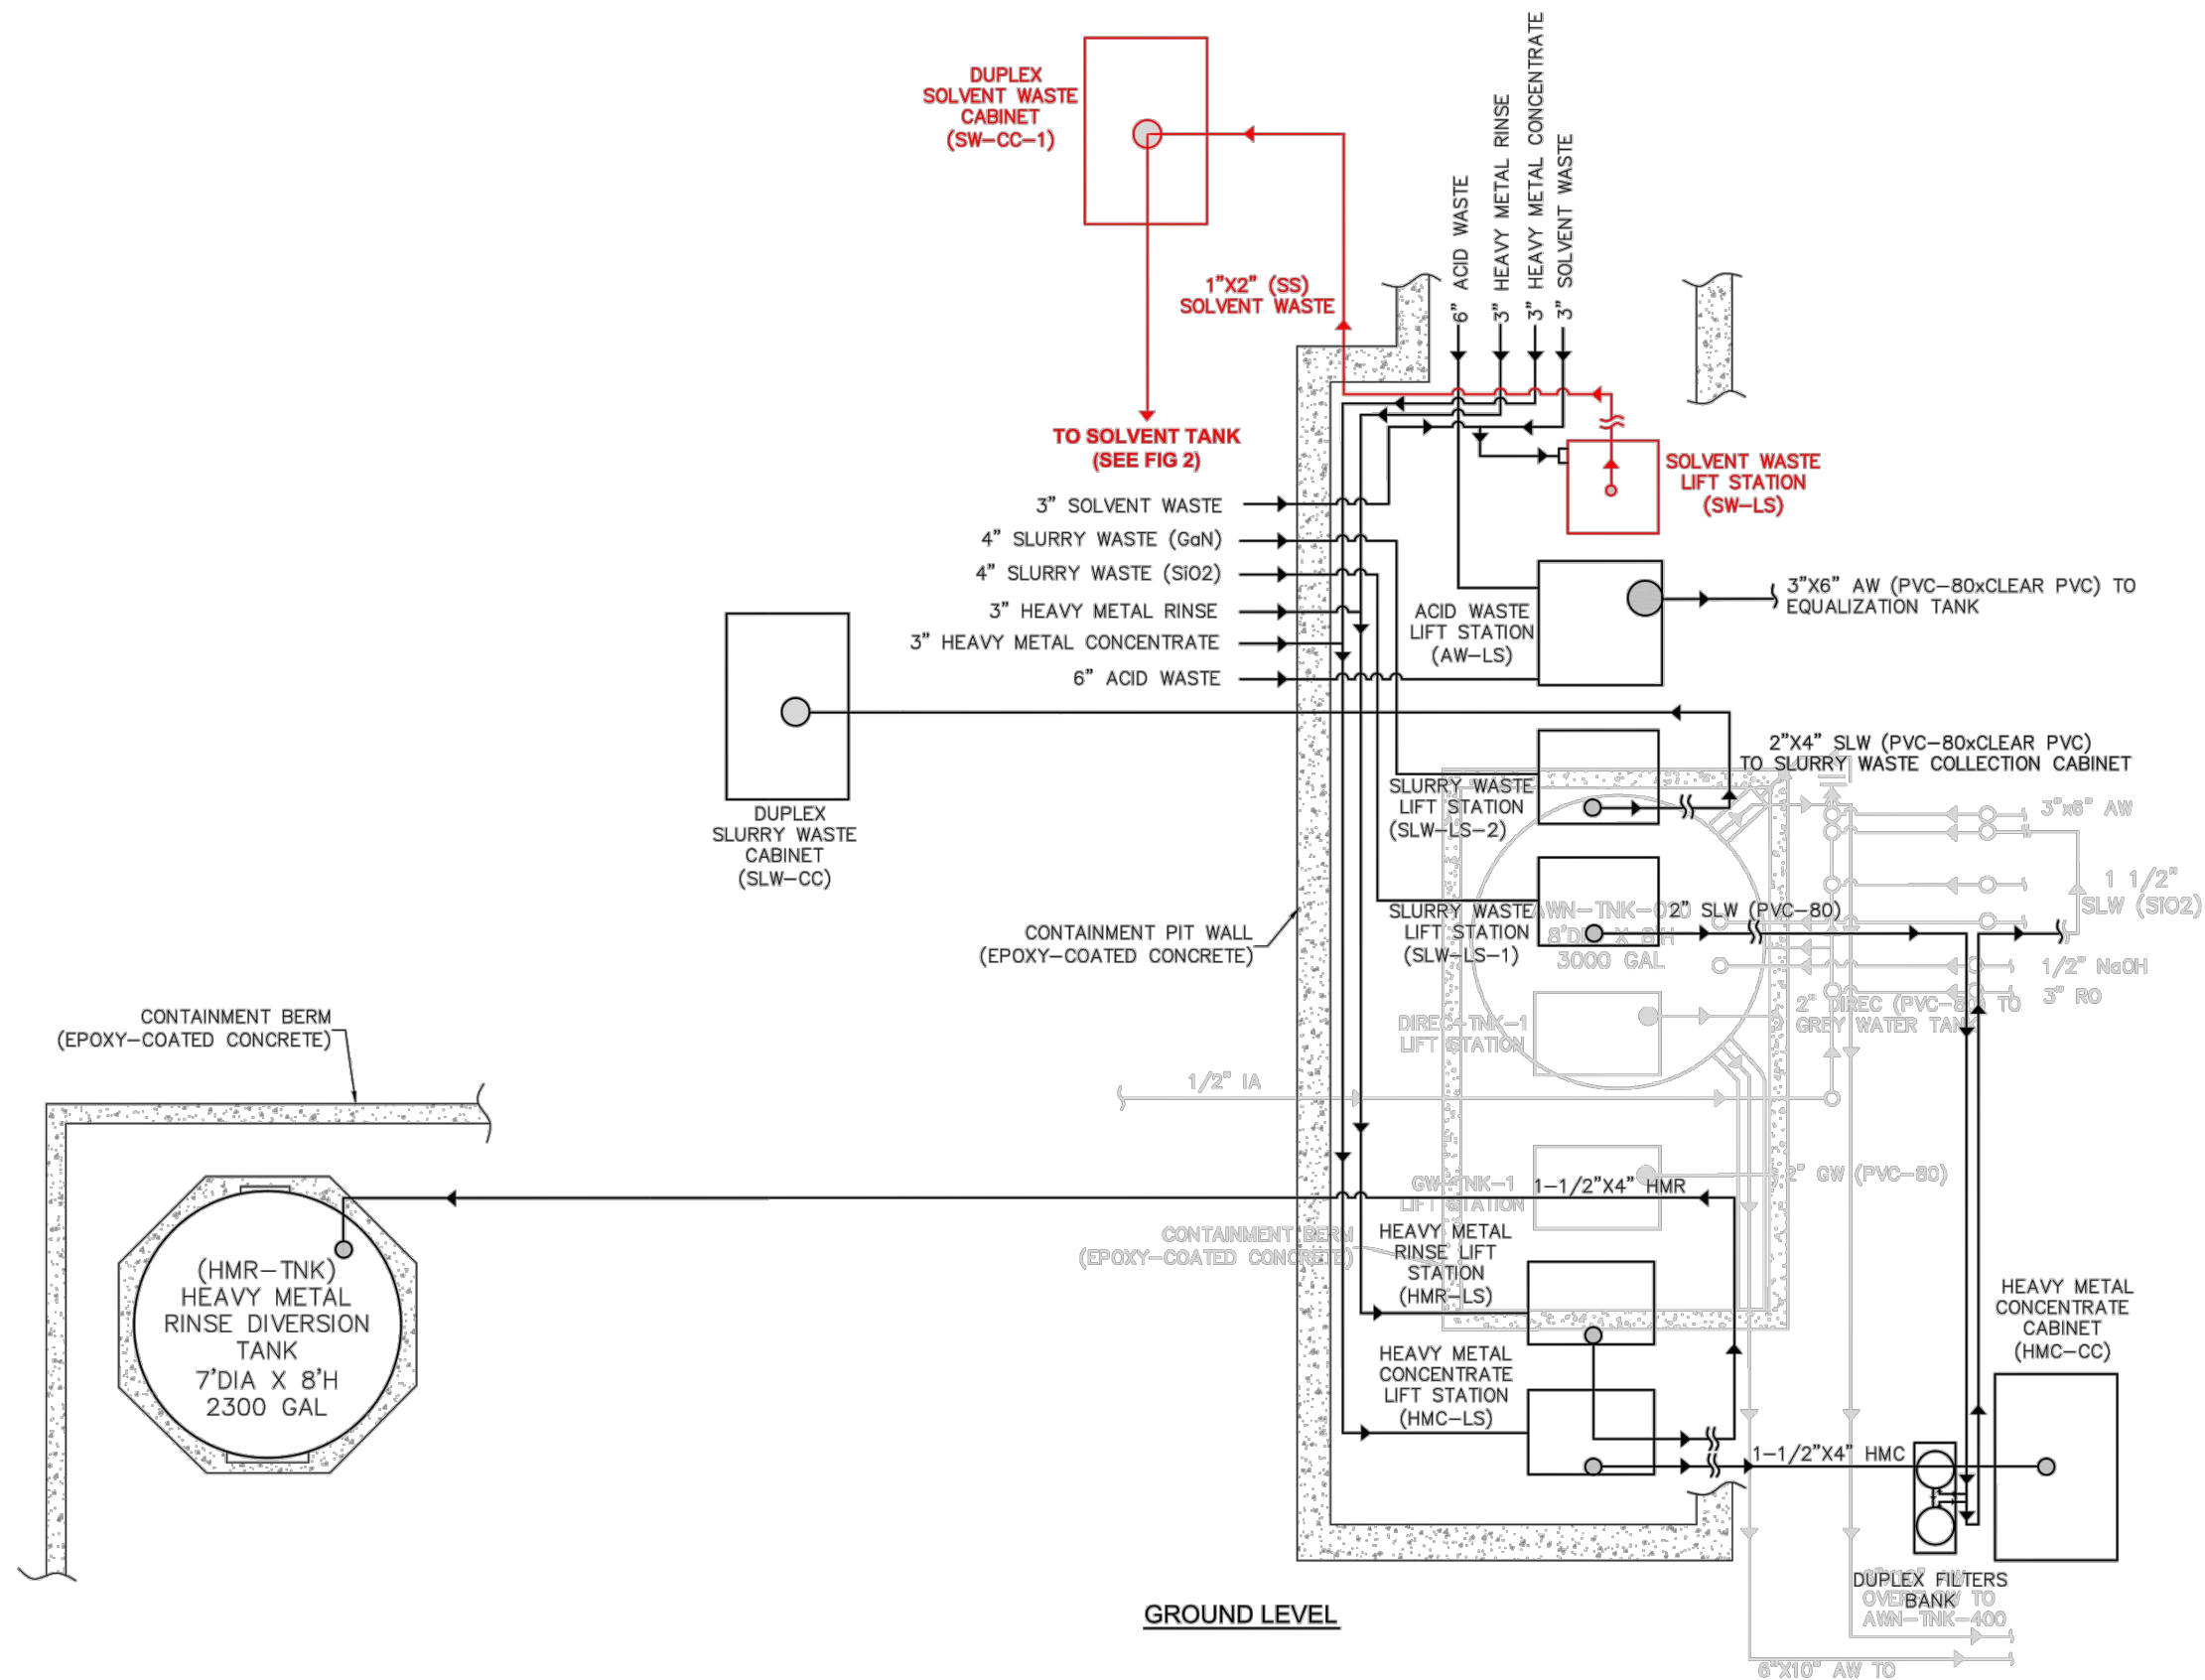 DUPLEX
SOLVENT WASTE
CABINET
(SW-CC-1)
6" ACID WASTE
3" HEAVY METAL RINSE
3" HEAVY METAL CONCENTRATE
3" SOLVENT WASTE
1"X2" (SS)
SOLVENT WASTE
TO SOLVENT TANK
(SEE FIG 2)
SOLVENT WASTE
LIFT STATION
(SW-LS)
3" SOLVENT WASTE
4" SLURRY WASTE (GaN)
4" SLURRY WASTE (SiO2)
3" HEAVY METAL RINSE
3" HEAVY METAL CONCENTRATE
6" ACID WASTE
ACID WASTE
LIFT STATION
(AW-LS)
3"X6" AW (PVC-80xCLEAR PVC) TO
EQUALIZATION TANK
DUPLEX
SLURRY WASTE
CABINET
(SLW-CC)
2"X4" SLW (PVC-80xCLEAR PVC)
TO SLURRY WASTE COLLECTION CABINET
SLURRY WASTE
LIFT STATION
(SLW-LS-2)
3"x6" AW
1 1/2"
SLW (SIO2)
SLURRY WASTE
LIFT STATION
(SLW-LS-1)
AWN-TNK-020
8'DIA X 8'H
3000 GAL
2" SLW (PVC-80)
CONTAINMENT PIT WALL
(EPOXY-COATED CONCRETE)
1/2" NaOH
3" RO
2" DIREC (PVC-80) TO
GREY WATER TANK
DIREC-TNK-1
LIFT STATION
CONTAINMENT BERM
(EPOXY-COATED CONCRETE)
1/2" IA
GW-TNK-1
LIFT STATION
2" GW (PVC-80)
1-1/2"X4" HMR
CONTAINMENT BERM
(EPOXY-COATED CONCRETE)
HEAVY METAL
RINSE LIFT
STATION
(HMR-LS)
(HMR-TNK)
HEAVY METAL
RINSE DIVERSION
TANK
7'DIA X 8'H
2300 GAL
HEAVY METAL
CONCENTRATE
LIFT STATION
(HMC-LS)
HEAVY METAL
CONCENTRATE
CABINET
(HMC-CC)
1-1/2"X4" HMC
DUPLEX FILTERS
BANK
AW
OVERFLOW TO
AWN-TNK-400
6"X10" AW TO
GROUND LEVEL